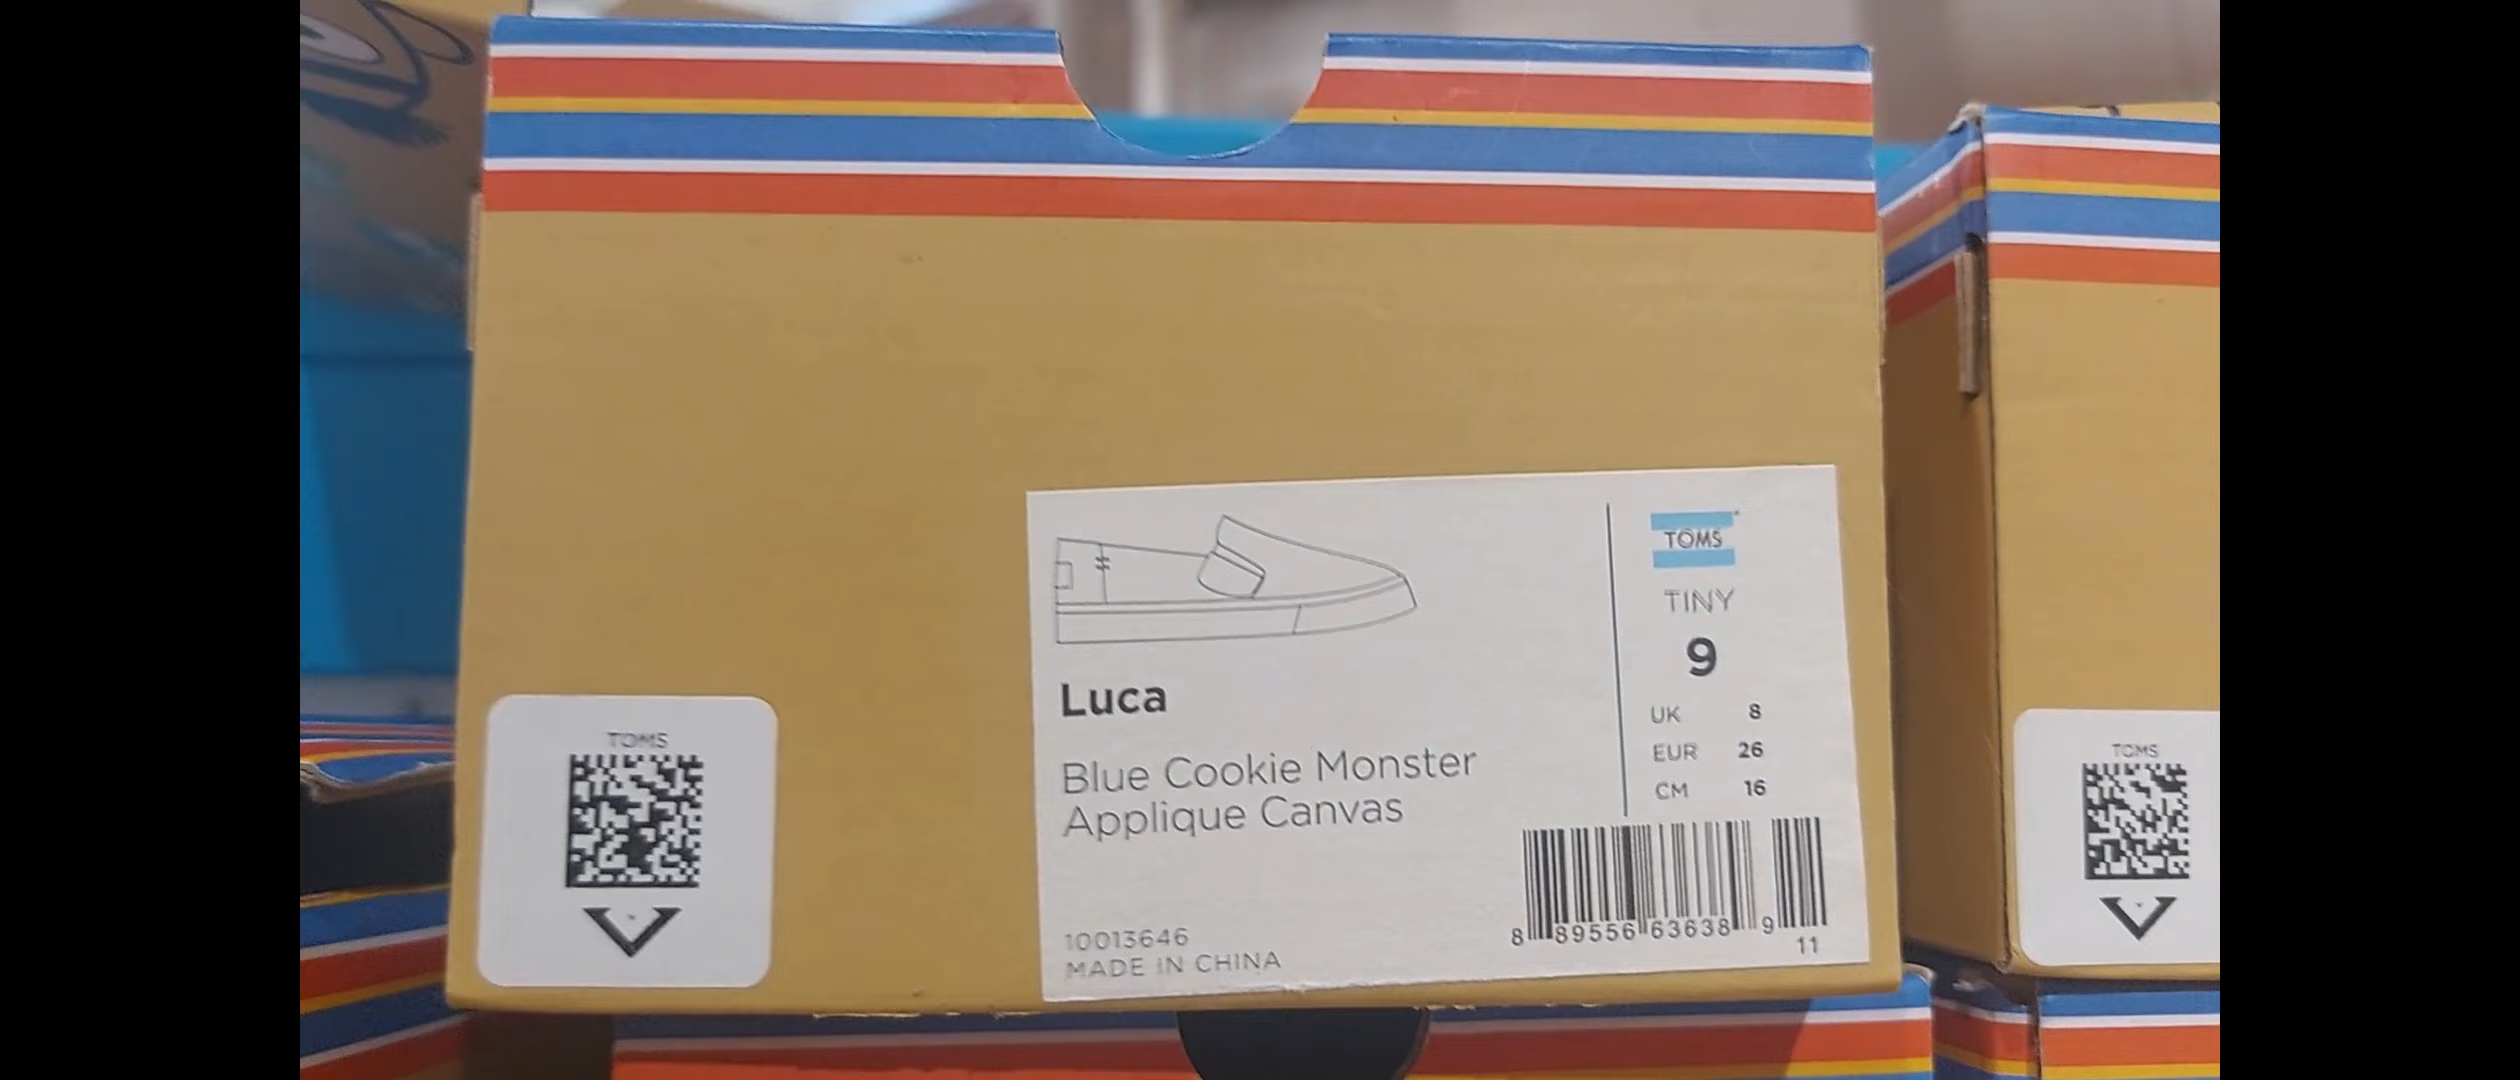 TOMS
TINY
9
UK 8
EUR 26
CM 16
Luca
Blue Cookie Monster
Applique Canvas
10013646
MADE IN CHINA
8 89556 63638 9
11
TOMS
TOMS